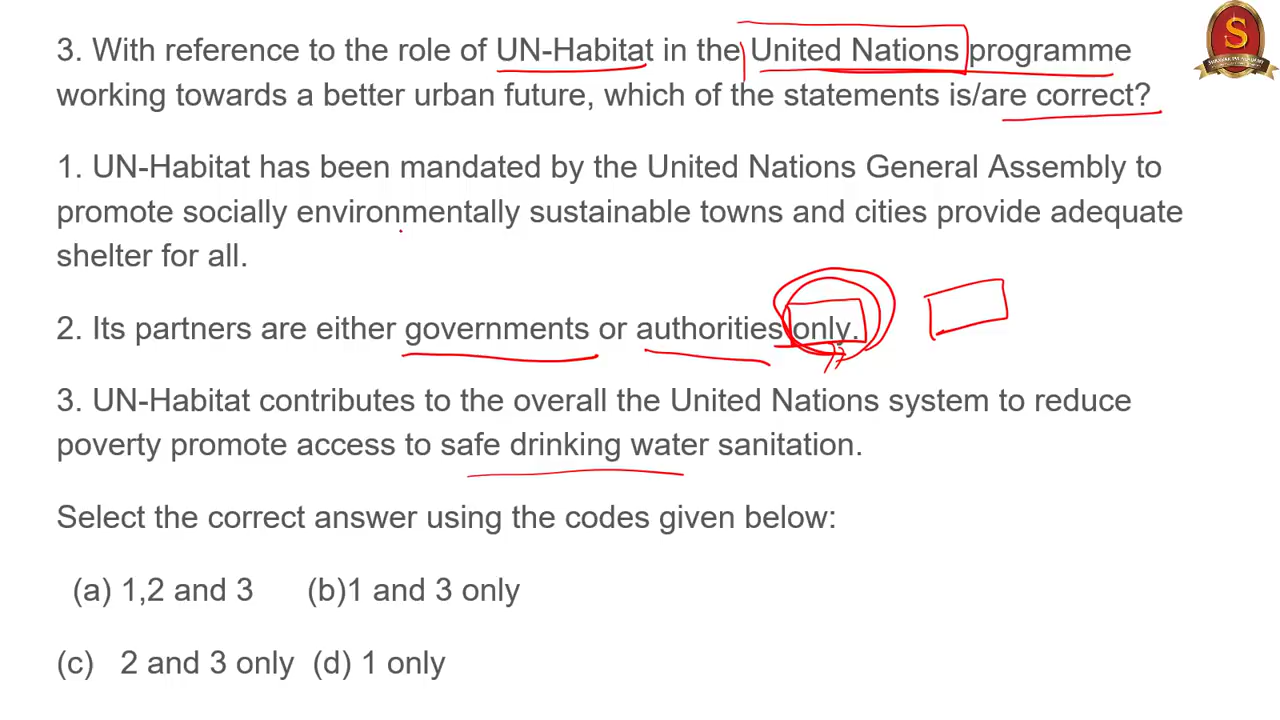 3. With reference to the role of UN-Habitat in the United Nations programme
working towards a better urban future, which of the statements is/are correct?
1. UN-Habitat has been mandated by the United Nations General Assembly to
promote socially environmentally sustainable towns and cities provide adequate
shelter for all.
2. Its partners are either governments or authorities only.
3. UN-Habitat contributes to the overall the United Nations system to reduce
poverty promote access to safe drinking water sanitation.
Select the correct answer using the codes given below:
(a) 1,2 and 3 (b)1 and 3 only
(c) 2 and 3 only (d) 1 only
S